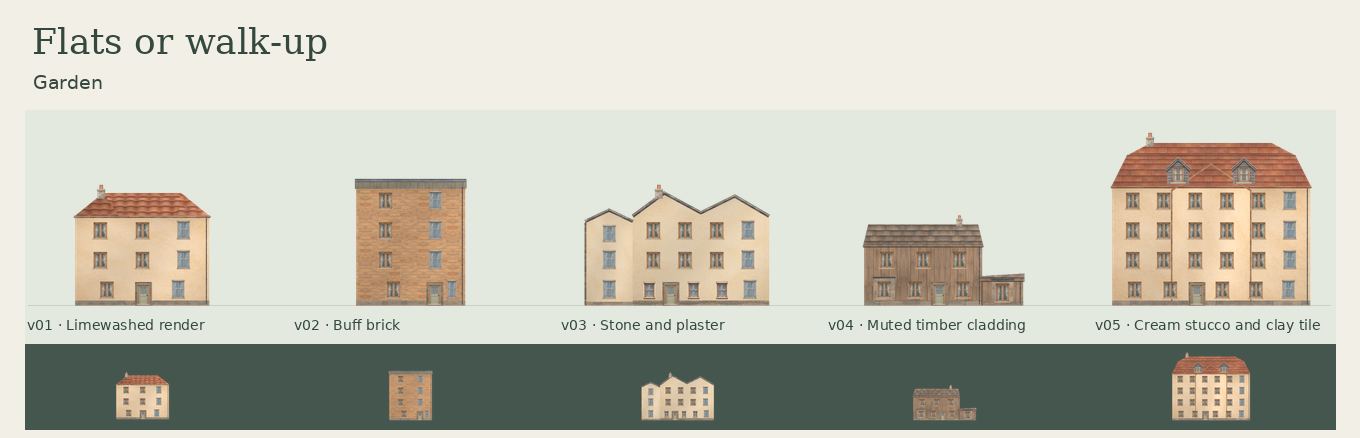 Flats or walk-up
Garden
v01 · Limewashed render
v02 · Buff brick
v03 · Stone and plaster
v04 · Muted timber cladding
v05 · Cream stucco and clay tile